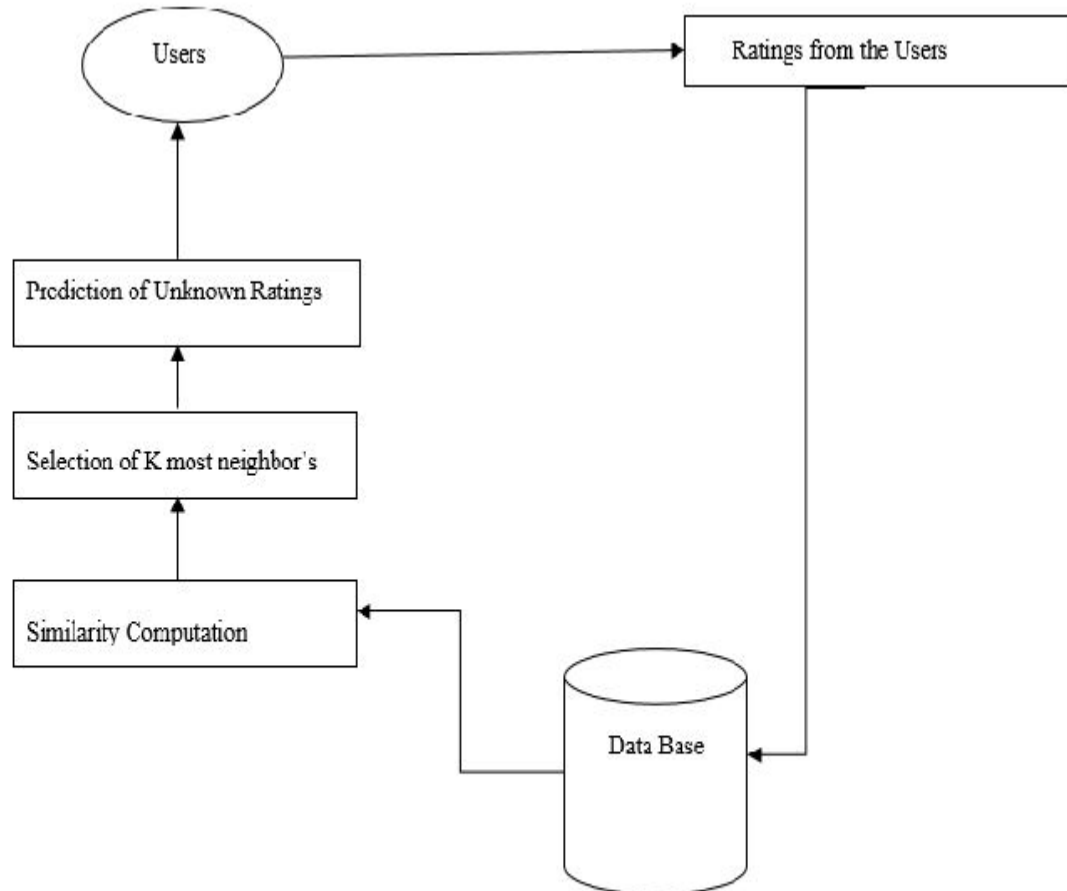 Users
Ratings from the Users
Prediction of Unknown Ratings
Selection of K most neighbor's
Similarity Computation
Data Base